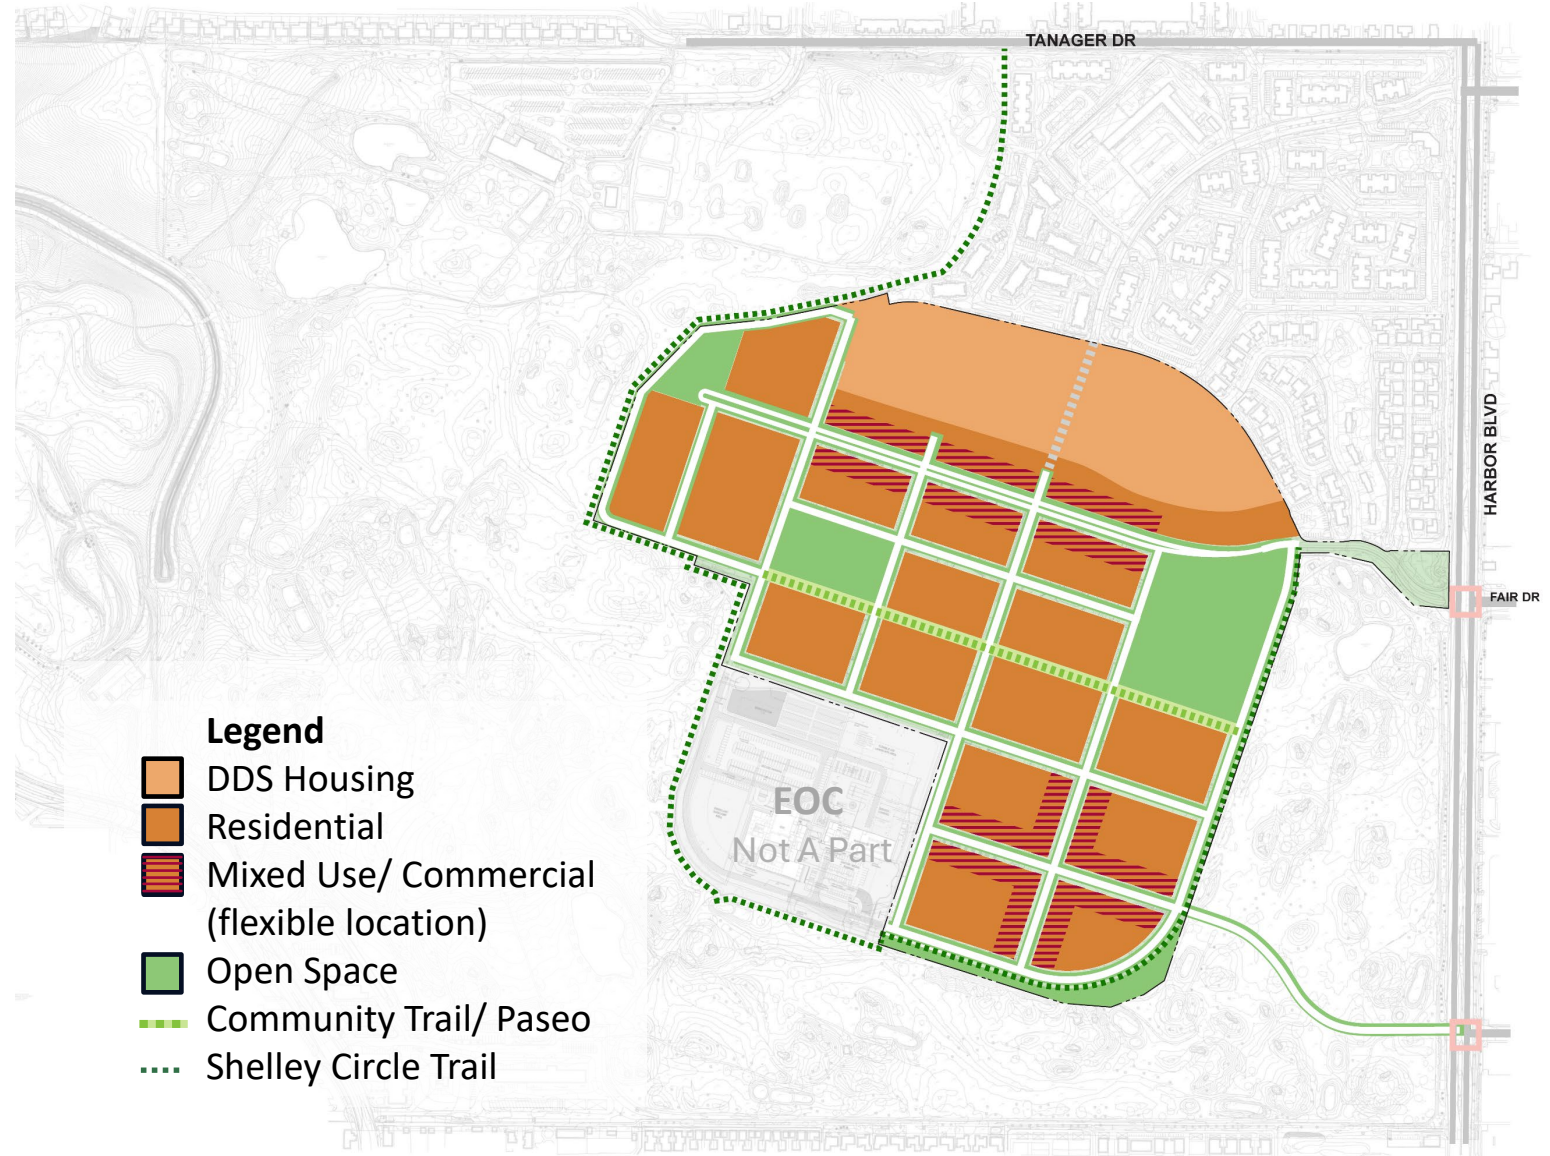 TANAGER DR
HARBOR BLVD
FAIR DR
EOC
Not A Part
Legend
DDS Housing
Residential
Mixed Use/ Commercial
(flexible location)
Open Space
Community Trail/ Paseo
Shelley Circle Trail